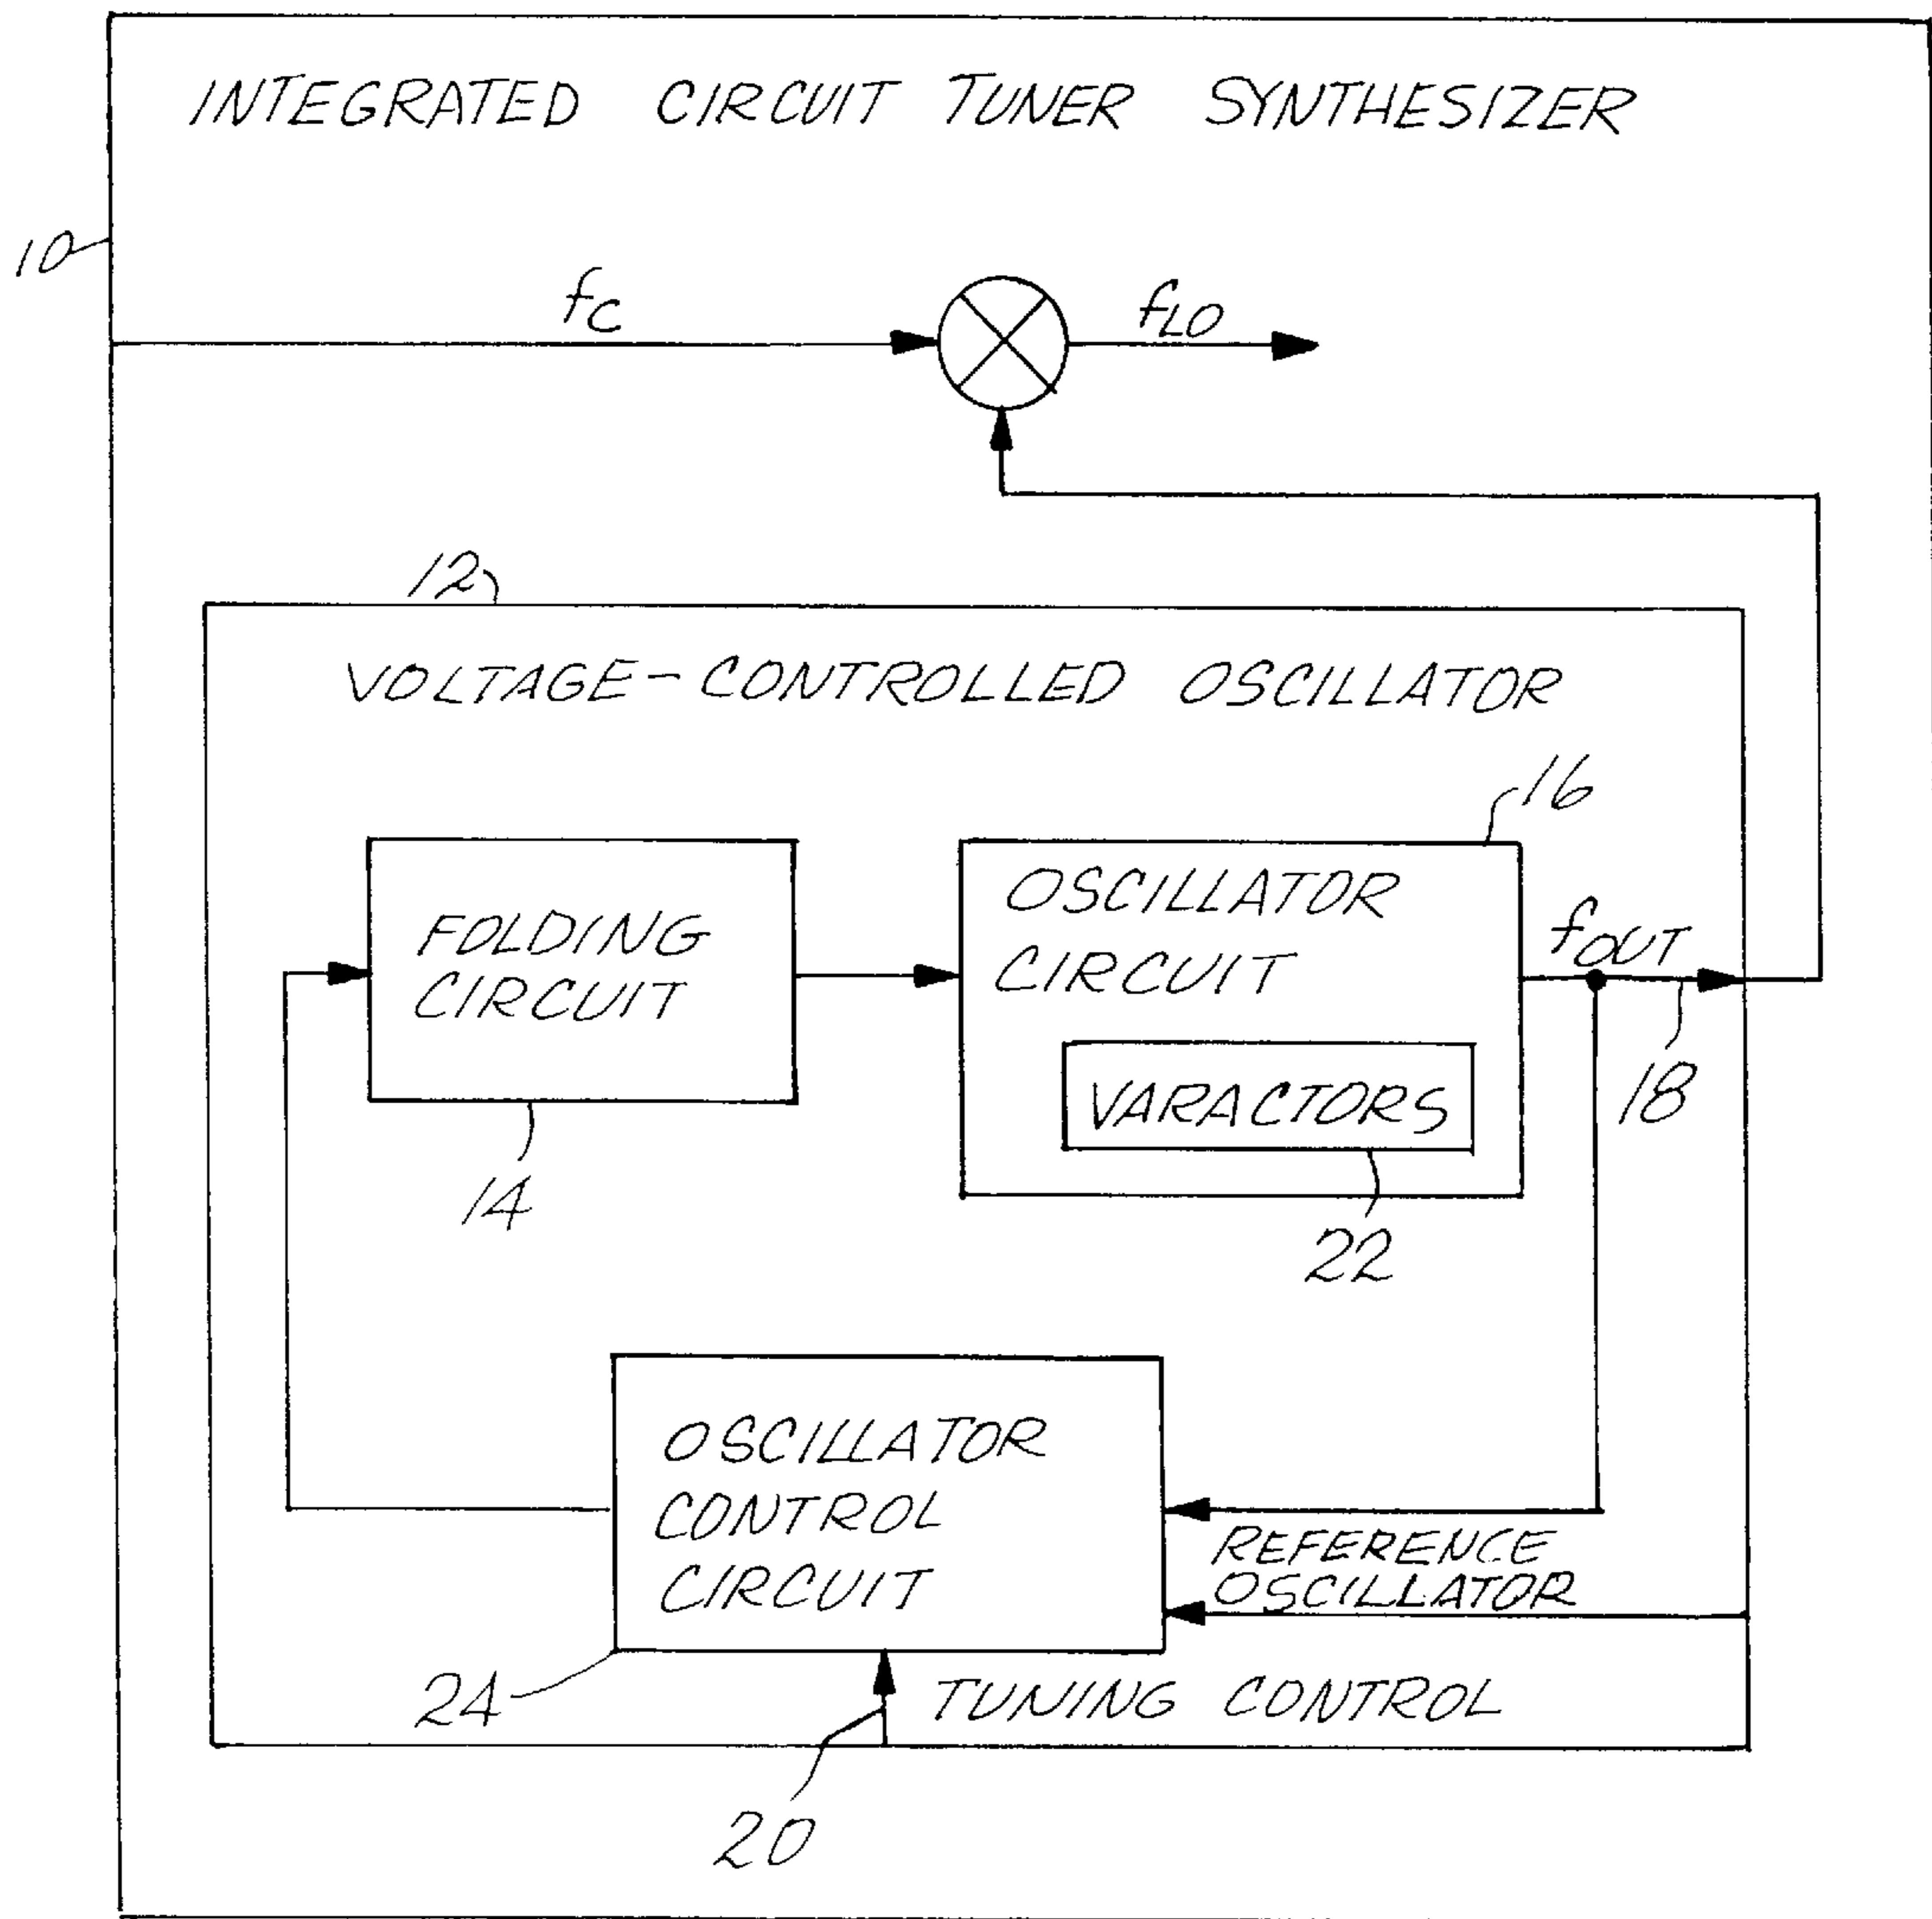 INTEGRATED CIRCUIT TUNER SYNTHESIZER
10
fC
fLO
12
VOLTAGE-CONTROLLED OSCILLATOR
16
FOLDING
CIRCUIT
OSCILLATOR
CIRCUIT
fOUT
VARACTORS
18
14
22
OSCILLATOR
CONTROL
CIRCUIT
REFERENCE
OSCILLATOR
24
TUNING CONTROL
20